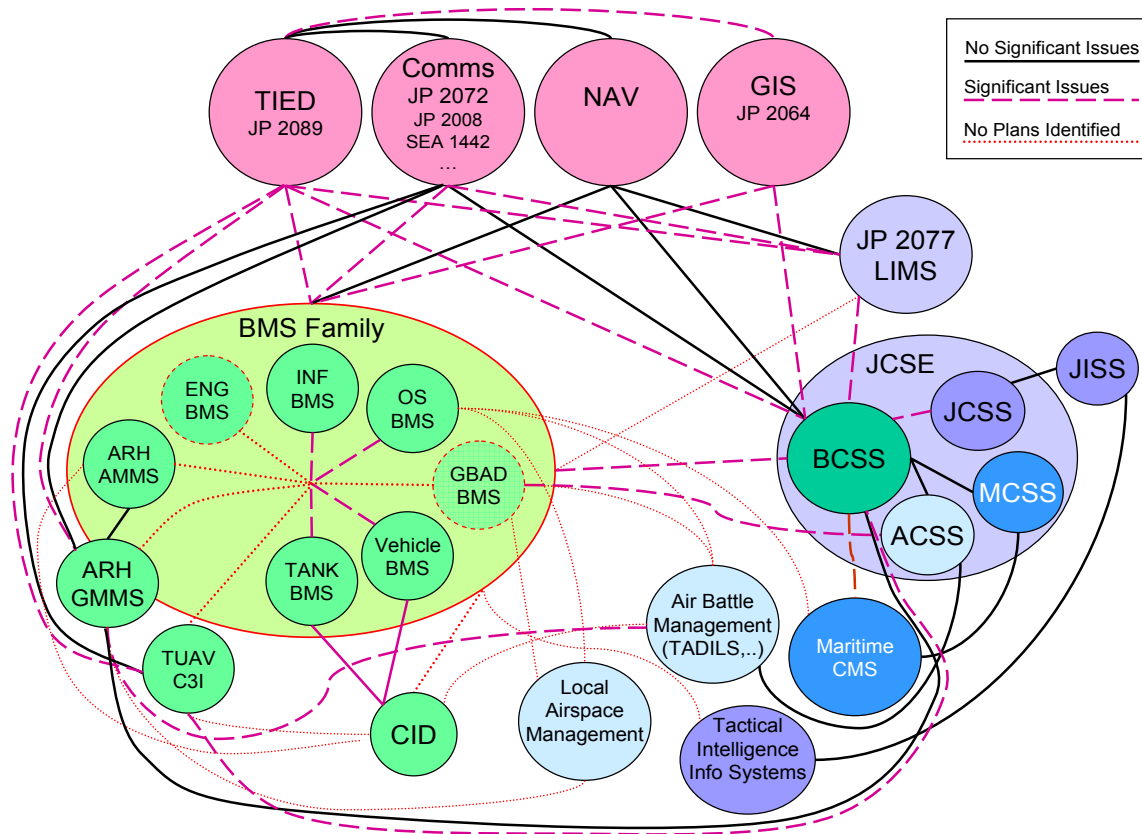 TIED
JP 2089
Comms
JP 2072
JP 2008
SEA 1442
...
NAV
GIS
JP 2064
No Significant Issues
Significant Issues
No Plans Identified
JP 2077
LIMS
BMS Family
ENG
BMS
INF
BMS
OS
BMS
ARH
AMMS
GBAD
BMS
ARH
GMMS
TANK
BMS
Vehicle
BMS
JCSE
JCSS
JISS
BCSS
MCSS
ACSS
TUAV
C3I
CID
Local
Airspace
Management
Air Battle
Management
(TADILS,..)
Maritime
CMS
Tactical
Intelligence
Info Systems